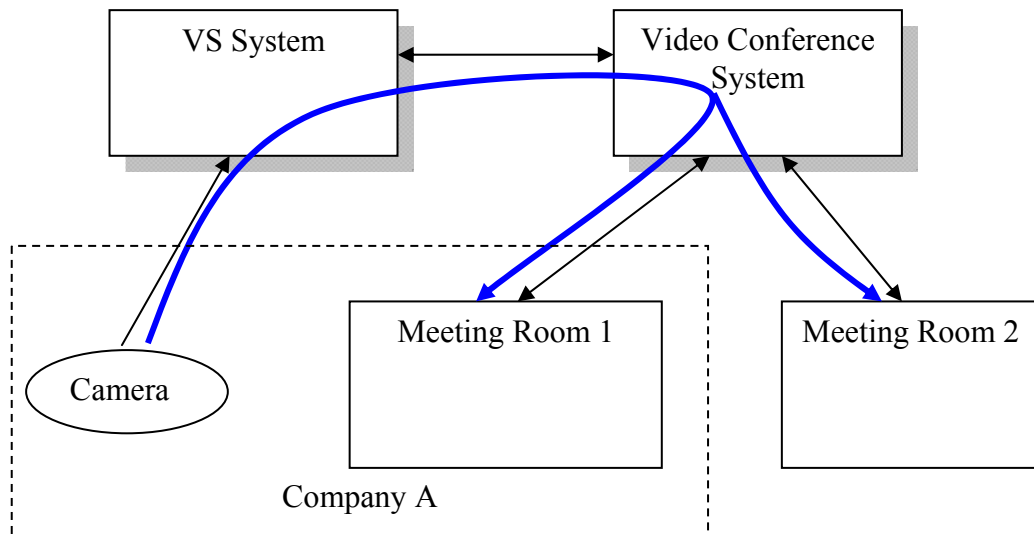 VS System
Video Conference
System
Meeting Room 1
Meeting Room 2
Camera
Company A